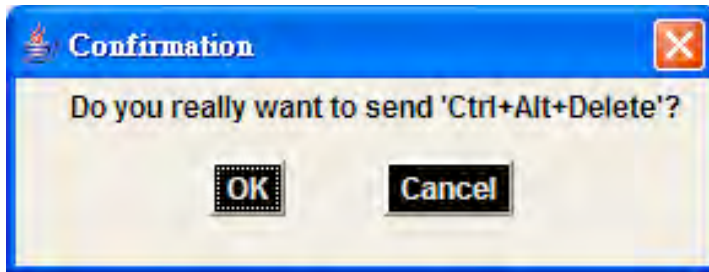 Confirmation
Do you really want to send 'Ctrl+Alt+Delete'?
OK Cancel